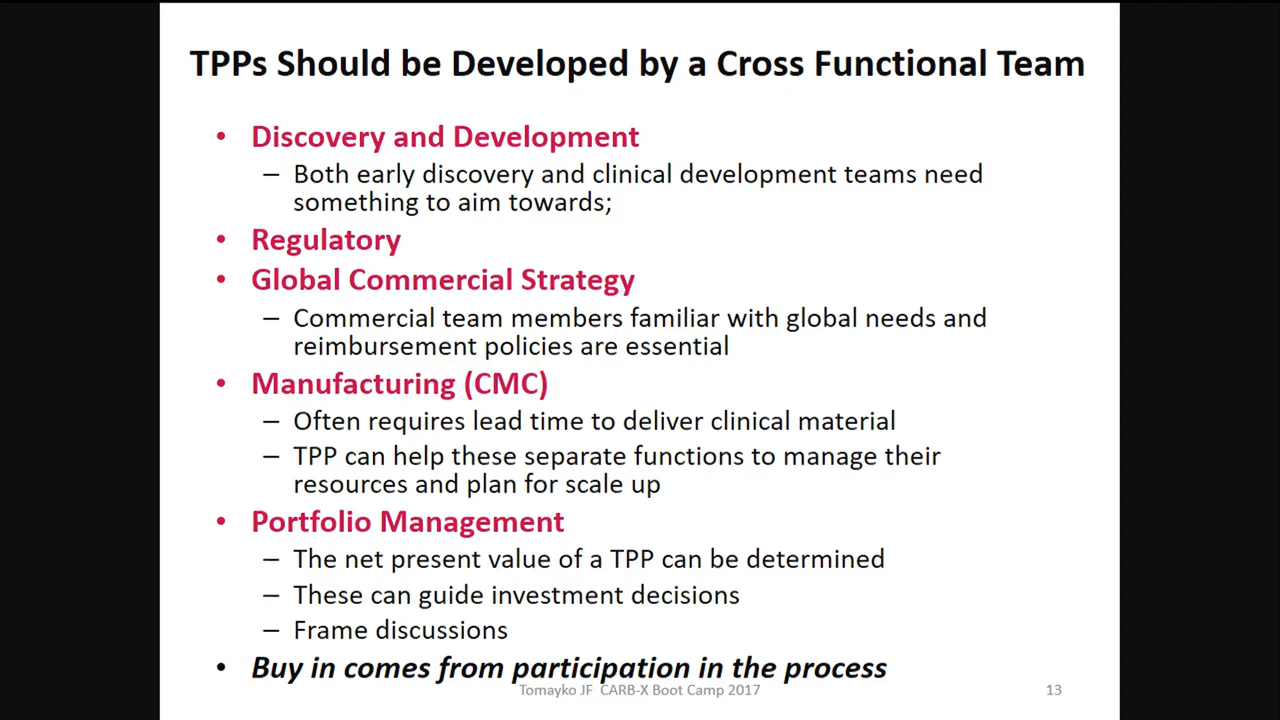 TPPs Should be Developed by a Cross Functional Team
• Discovery and Development
– Both early discovery and clinical development teams need
something to aim towards;
• Regulatory
• Global Commercial Strategy
– Commercial team members familiar with global needs and
reimbursement policies are essential
• Manufacturing (CMC)
– Often requires lead time to deliver clinical material
– TPP can help these separate functions to manage their
resources and plan for scale up
• Portfolio Management
– The net present value of a TPP can be determined
– These can guide investment decisions
– Frame discussions
• Buy in comes from participation in the process
Tomayko JF CARB-X Boot Camp 2017
13